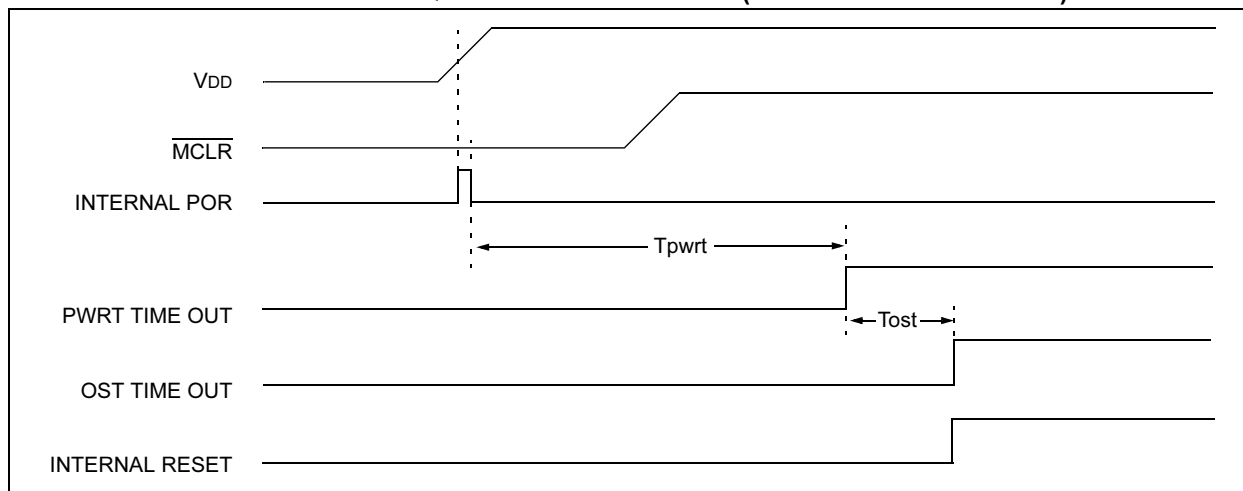 VDD
MCLR
INTERNAL POR
Tpwrt
PWRT TIME OUT
Tost
OST TIME OUT
INTERNAL RESET